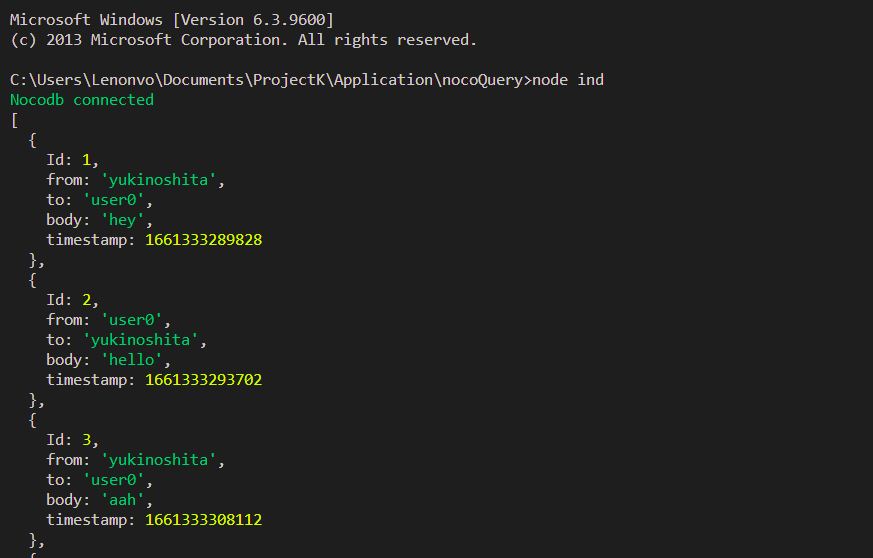 Microsoft Windows [Version 6.3.9600]
(c) 2013 Microsoft Corporation. All rights reserved.
C:\Users\Lenonvo\Documents\ProjectK\Application\nocoQuery>node ind
Nocodb connected
[
  {
    Id: 1,
    from: 'yukinoshita',
    to: 'user0',
    body: 'hey',
    timestamp: 1661333289828
  },
  {
    Id: 2,
    from: 'user0',
    to: 'yukinoshita',
    body: 'hello',
    timestamp: 1661333293702
  },
  {
    Id: 3,
    from: 'yukinoshita',
    to: 'user0',
    body: 'aah',
    timestamp: 1661333308112
  },